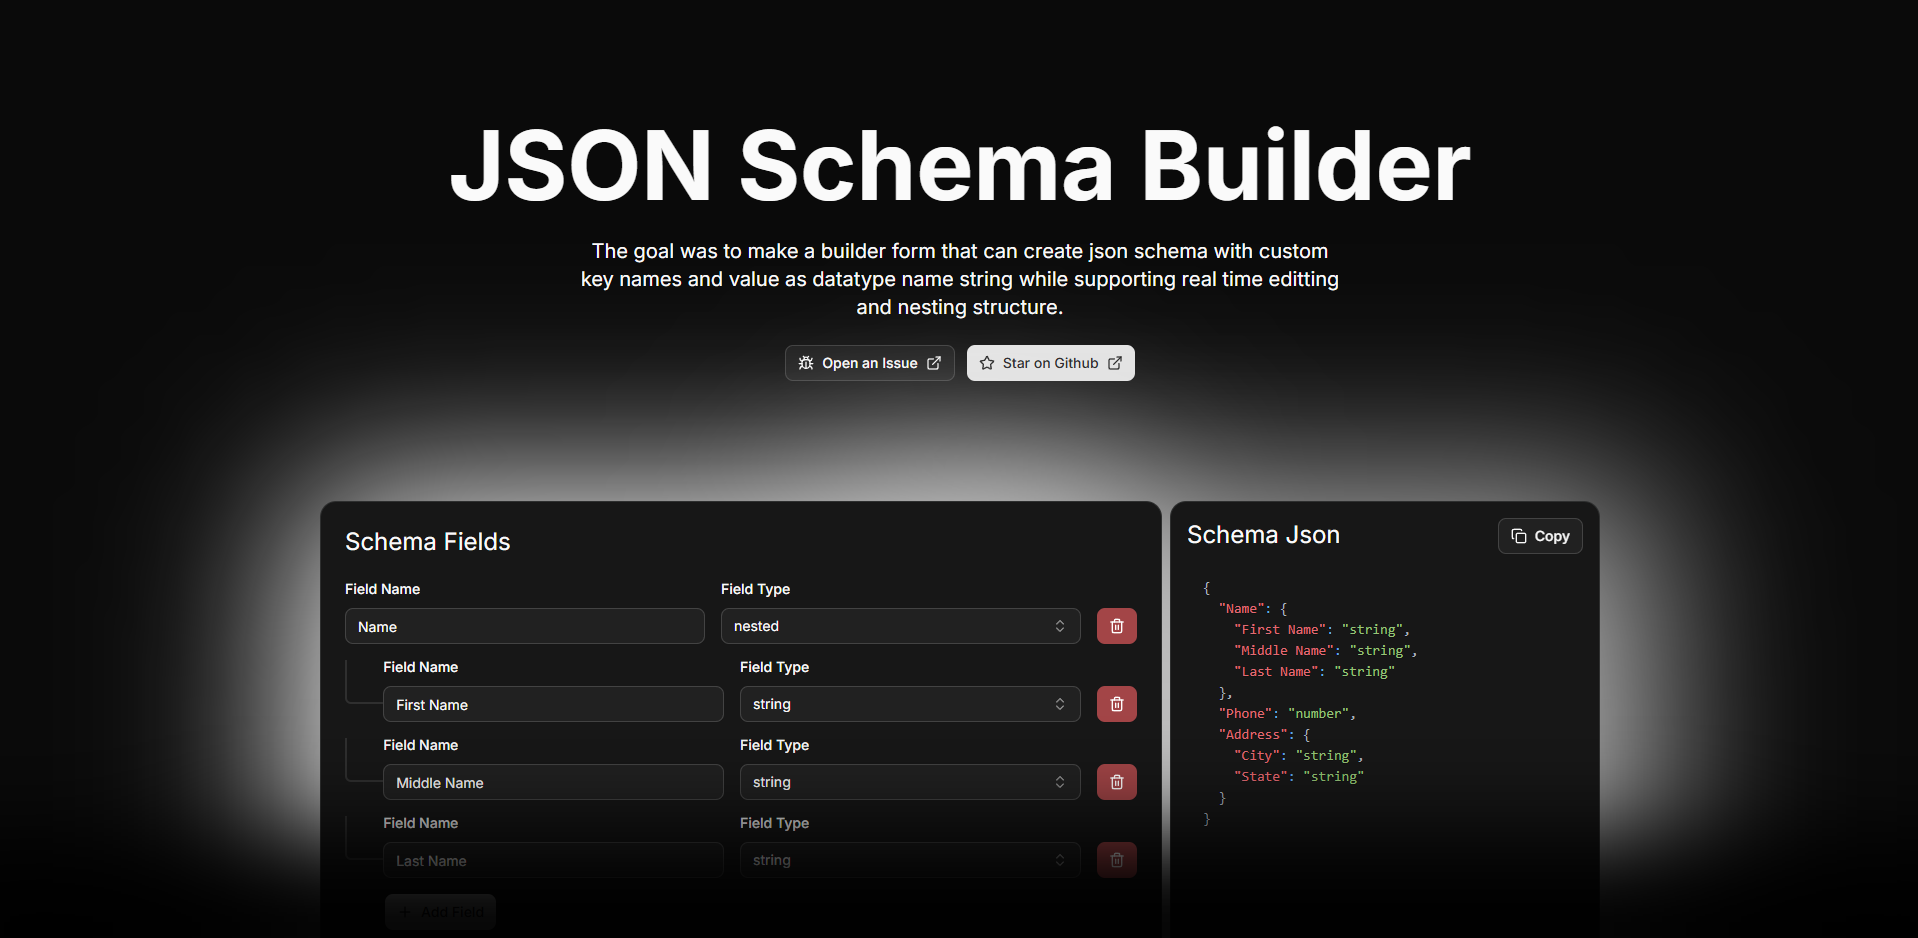 JSON Schema Builder
The goal was to make a builder form that can create json schema with custom
key names and value as datatype name string while supporting real time editting
and nesting structure.
Open an Issue
Star on Github
Schema Fields
Field Name Field Type
Name nested
Field Name Field Type
First Name string
Field Name Field Type
Middle Name string
Field Name Field Type
Last Name string
+ Add Field
Schema Json
Copy
{
"Name": {
"First Name": "string",
"Middle Name": "string",
"Last Name": "string"
},
"Phone": "number",
"Address": {
"City": "string",
"State": "string"
}
}